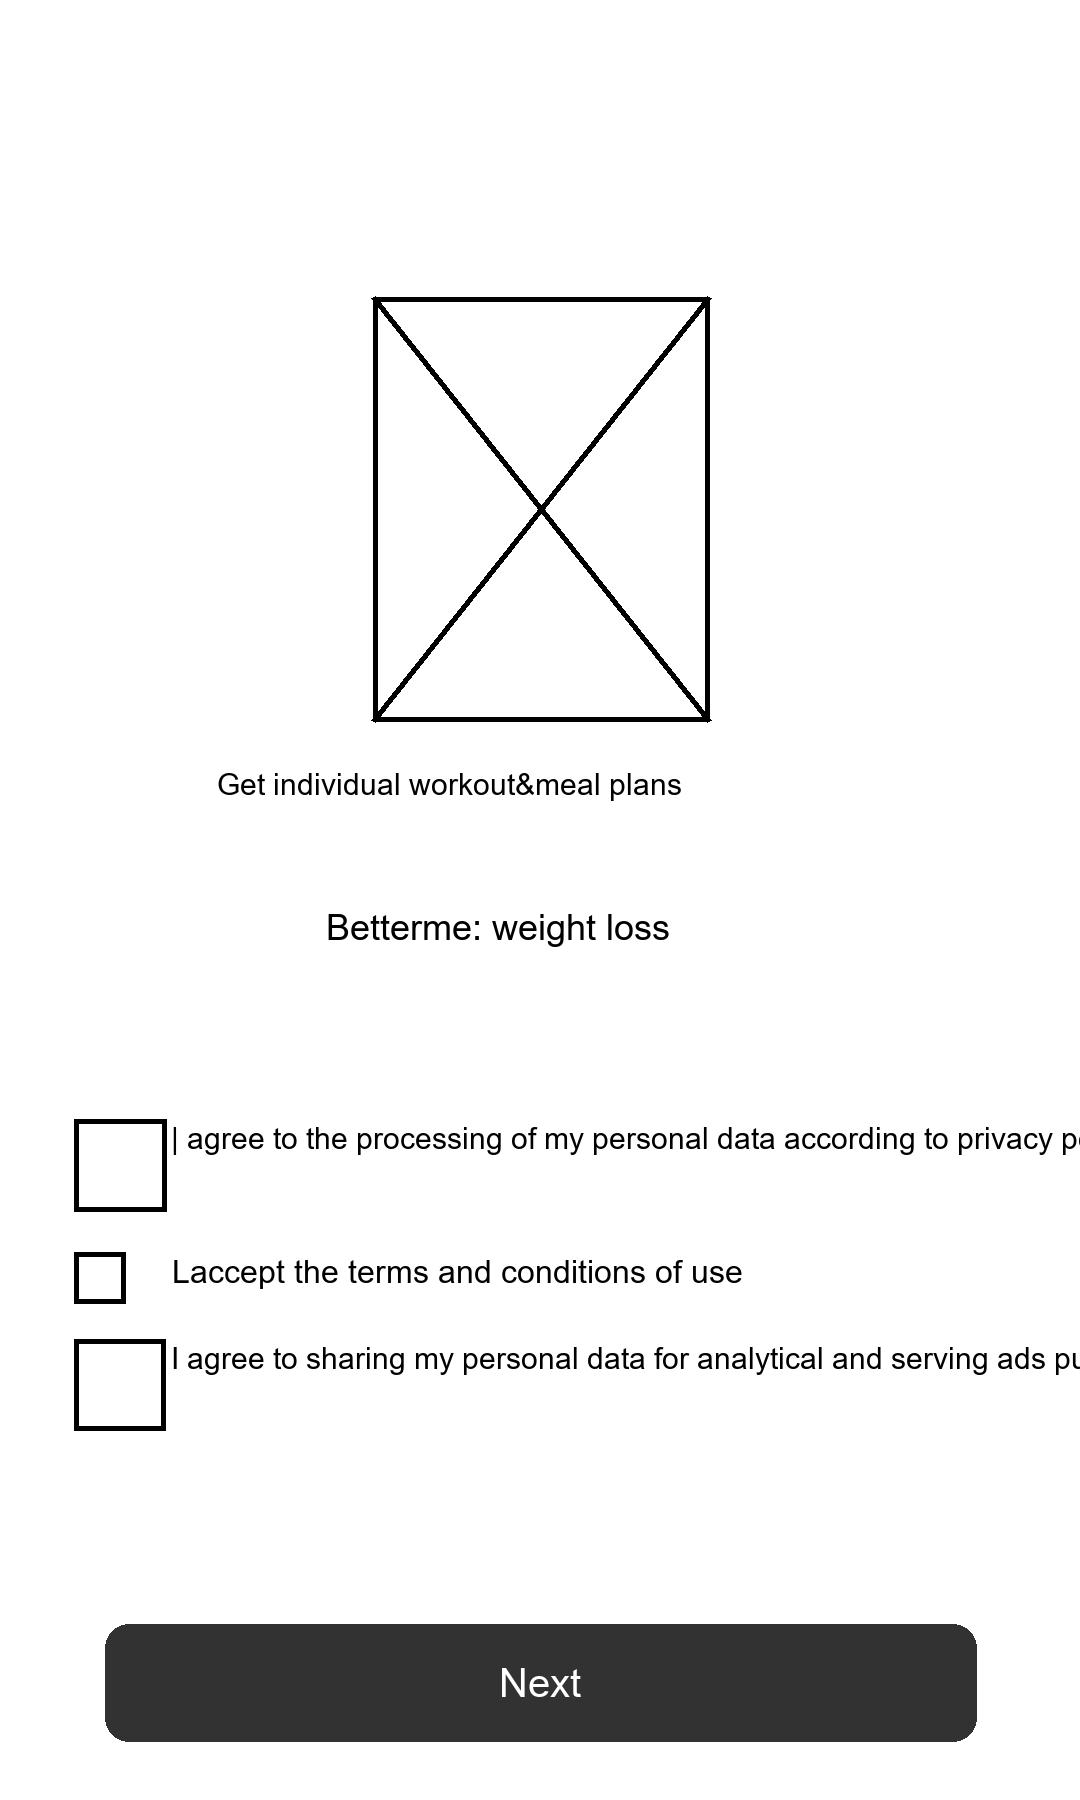 Get individual workout&meal plans
Betterme: weight loss
| agree to the processing of my personal data according to privacy
Laccept the terms and conditions of use
I agree to sharing my personal data for analytical and serving ads
Next